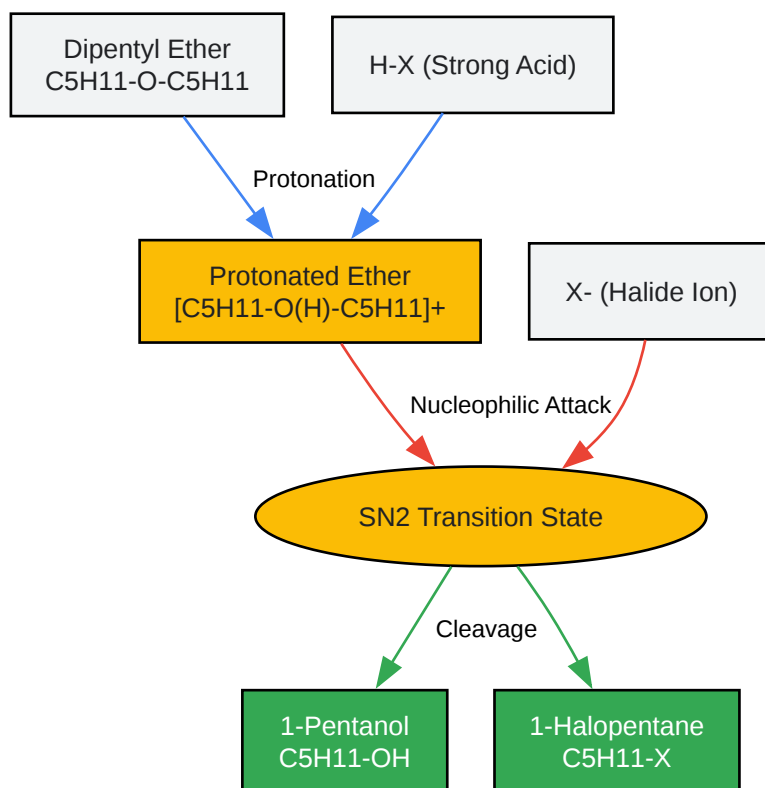 Dipentyl Ether
C5H11-O-C5H11
H-X (Strong Acid)
Protonation
Protonated Ether
[C5H11-O(H)-C5H11]+
X- (Halide Ion)
Nucleophilic Attack
SN2 Transition State
Cleavage
1-Pentanol
C5H11-OH
1-Halopentane
C5H11-X